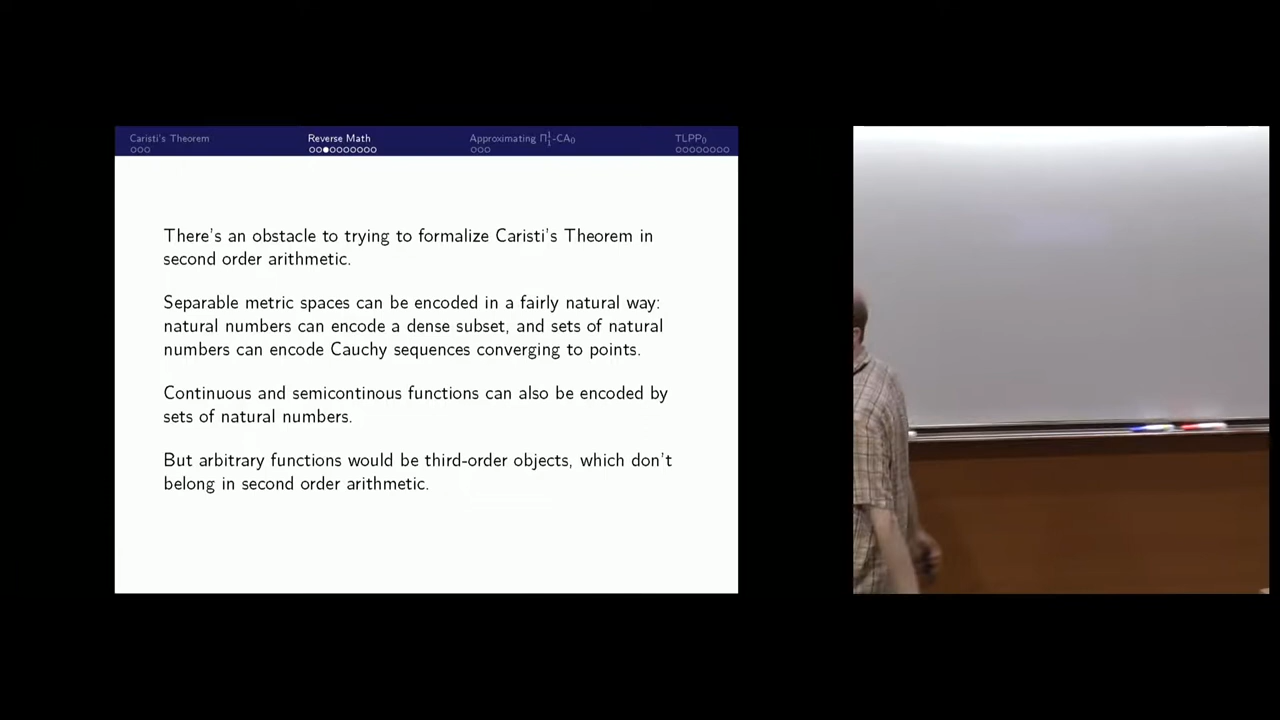 Caristi's Theorem Reverse Math Approximating Π¹₁-CA₀ TLPP₀
There's an obstacle to trying to formalize Caristi's Theorem in
second order arithmetic.
Separable metric spaces can be encoded in a fairly natural way:
natural numbers can encode a dense subset, and sets of natural
numbers can encode Cauchy sequences converging to points.
Continuous and semicontinous functions can also be encoded by
sets of natural numbers.
But arbitrary functions would be third-order objects, which don't
belong in second order arithmetic.